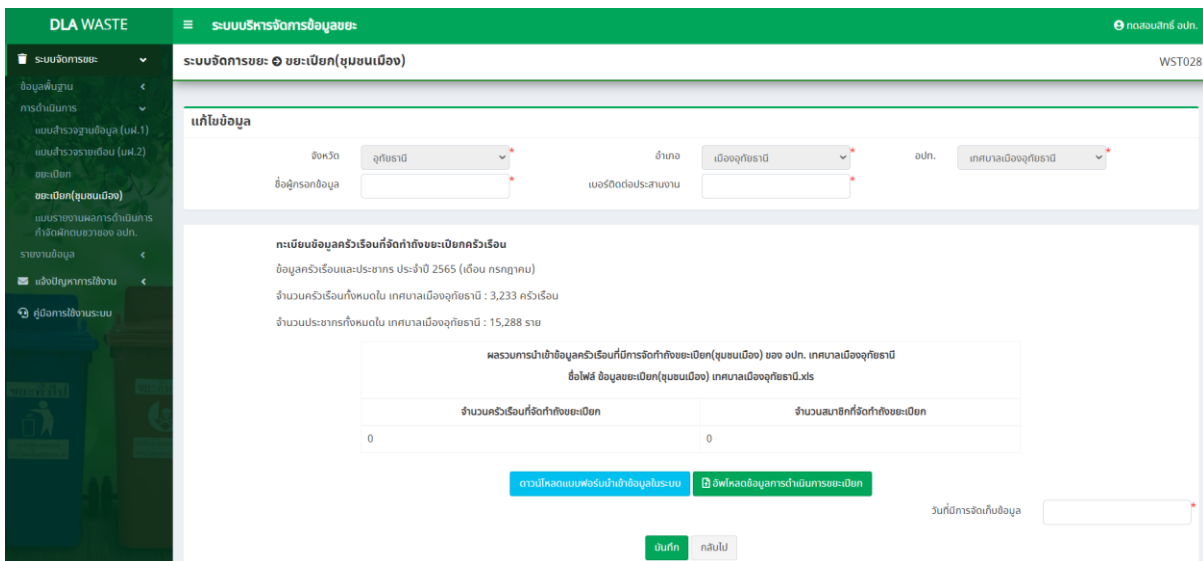 DLA WASTE
ระบบบริหารจัดการข้อมูลขยะ
ทดสอบสิทธิ์ อปท.
ระบบจัดการขยะ
ระบบจัดการขยะ ขยะเปียก(ชุมชนเมือง)
WST028
ข้อมูลพื้นฐาน
การดำเนินการ
แบบสำรวจฐานข้อมูล (มฝ.1)
แบบสำรวจรายเดือน (มฝ.2)
ขยะเปียก
ขยะเปียก(ชุมชนเมือง)
แบบรายงานผลการดำเนินการ
กำจัดผักตบชวาของ อปท.
รายงานข้อมูล
แจ้งปัญหาการใช้งาน
คู่มือการใช้งานระบบ
ขยะทั่วไป
แก้ไขข้อมูล
จังหวัด อุทัยธานี * อำเภอ เมืองอุทัยธานี * อปท. เทศบาลเมืองอุทัยธานี *
ชื่อผู้กรอกข้อมูล * เบอร์ติดต่อประสานงาน *
ทะเบียนข้อมูลครัวเรือนที่จัดทำถังขยะเปียกครัวเรือน
ข้อมูลครัวเรือนและประชากร ประจำปี 2565 (เดือน กรกฎาคม)
จำนวนครัวเรือนทั้งหมดใน เทศบาลเมืองอุทัยธานี : 3,233 ครัวเรือน
จำนวนประชากรทั้งหมดใน เทศบาลเมืองอุทัยธานี : 15,288 ราย
ผลรวมการนำเข้าข้อมูลครัวเรือนที่มีการจัดทำถังขยะเปียก(ชุมชนเมือง) ของ อปท. เทศบาลเมืองอุทัยธานี
ชื่อไฟล์ ข้อมูลขยะเปียก(ชุมชนเมือง) เทศบาลเมืองอุทัยธานี.xls
จำนวนครัวเรือนที่จัดทำถังขยะเปียก จำนวนสมาชิกที่จัดทำถังขยะเปียก
0 0
ดาวน์โหลดแบบฟอร์มนำเข้าข้อมูลในระบบ อัพโหลดข้อมูลการดำเนินการขยะเปียก
วันที่มีการจัดเก็บข้อมูล *
บันทึก กลับไป